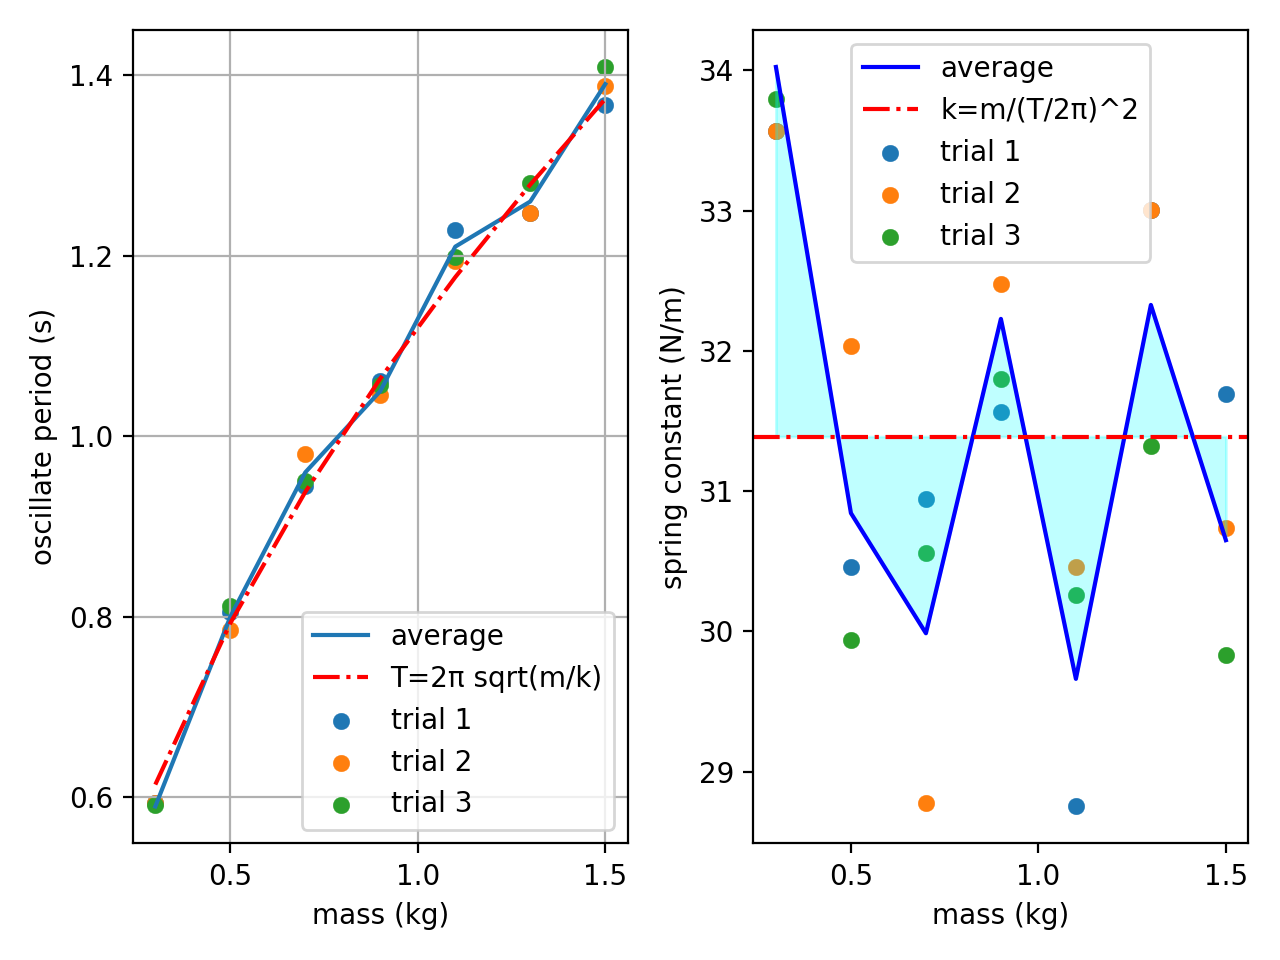 1.4
1.2
1.0
0.8
0.6
oscillate period (s)
0.5
1.0
1.5
mass (kg)
average
T=2π sqrt(m/k)
trial 1
trial 2
trial 3
34
33
32
31
30
29
spring constant (N/m)
0.5
1.0
1.5
mass (kg)
average
k=m/(T/2π)^2
trial 1
trial 2
trial 3